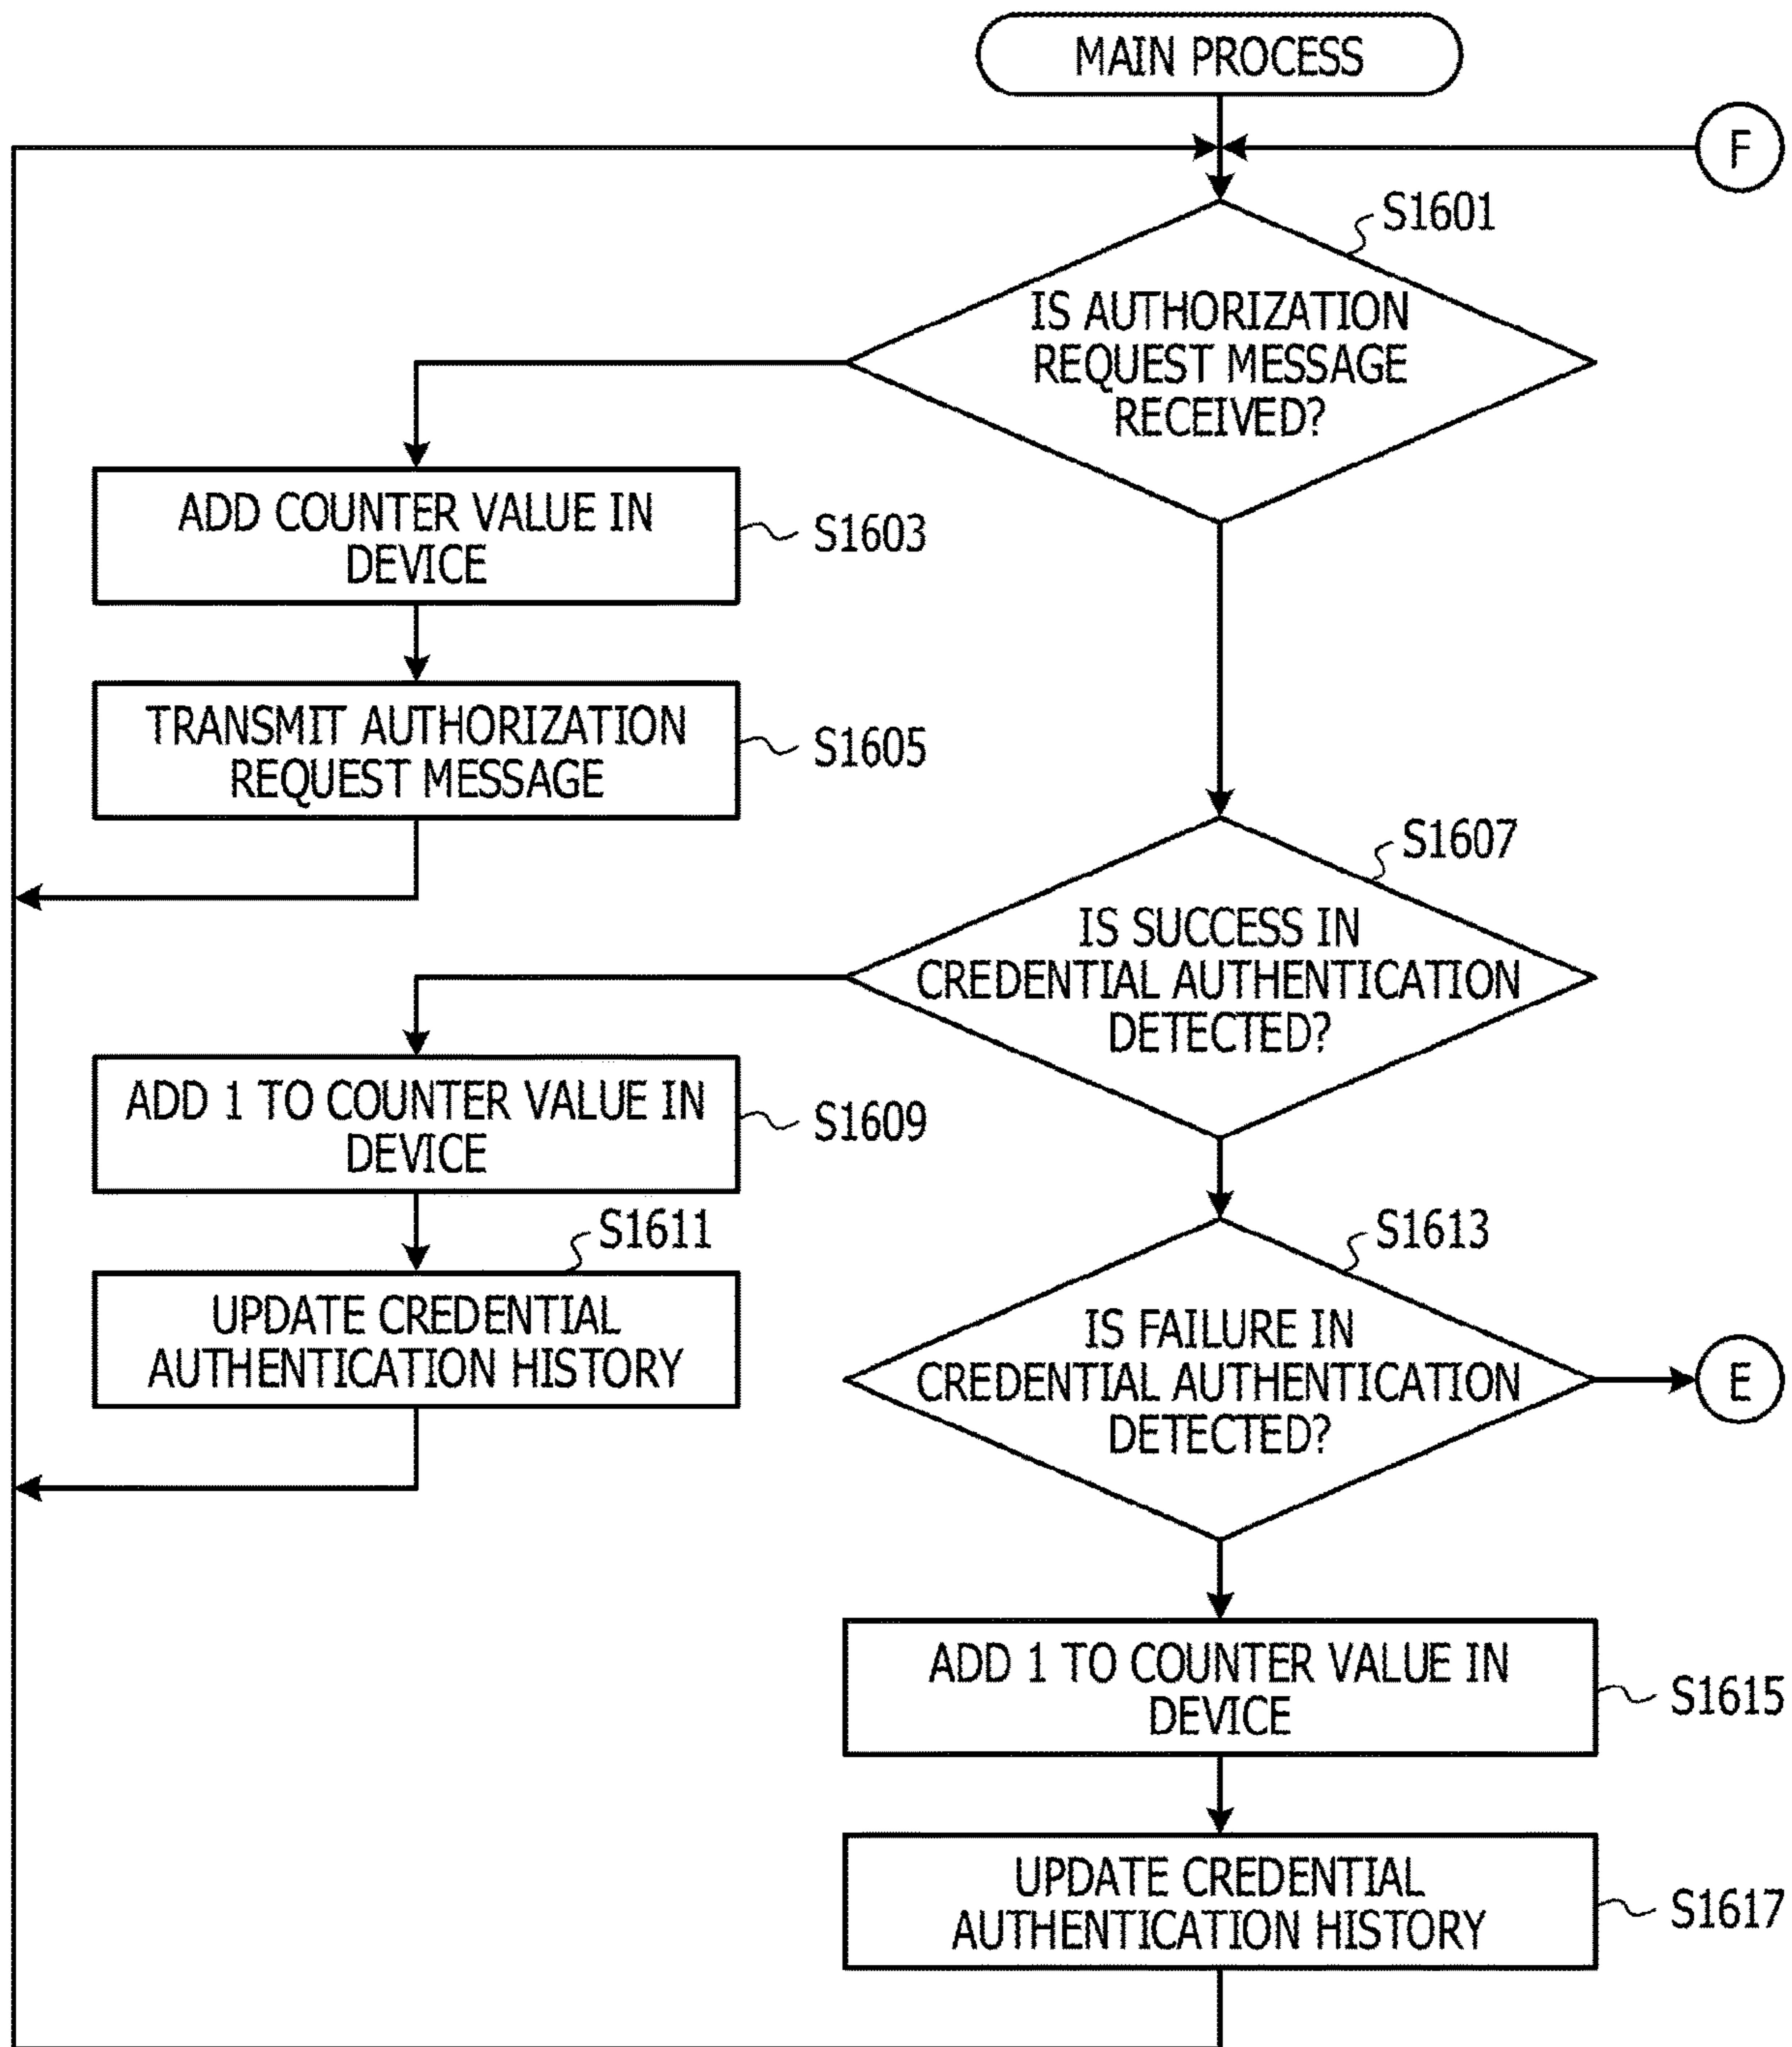 MAIN PROCESS
F
S1601
IS AUTHORIZATION
REQUEST MESSAGE
RECEIVED?
ADD COUNTER VALUE IN
DEVICE
S1603
TRANSMIT AUTHORIZATION
REQUEST MESSAGE
S1605
S1607
IS SUCCESS IN
CREDENTIAL AUTHENTICATION
DETECTED?
ADD 1 TO COUNTER VALUE IN
DEVICE
S1609
S1611
UPDATE CREDENTIAL
AUTHENTICATION HISTORY
S1613
IS FAILURE IN
CREDENTIAL AUTHENTICATION
DETECTED?
E
ADD 1 TO COUNTER VALUE IN
DEVICE
S1615
UPDATE CREDENTIAL
AUTHENTICATION HISTORY
S1617